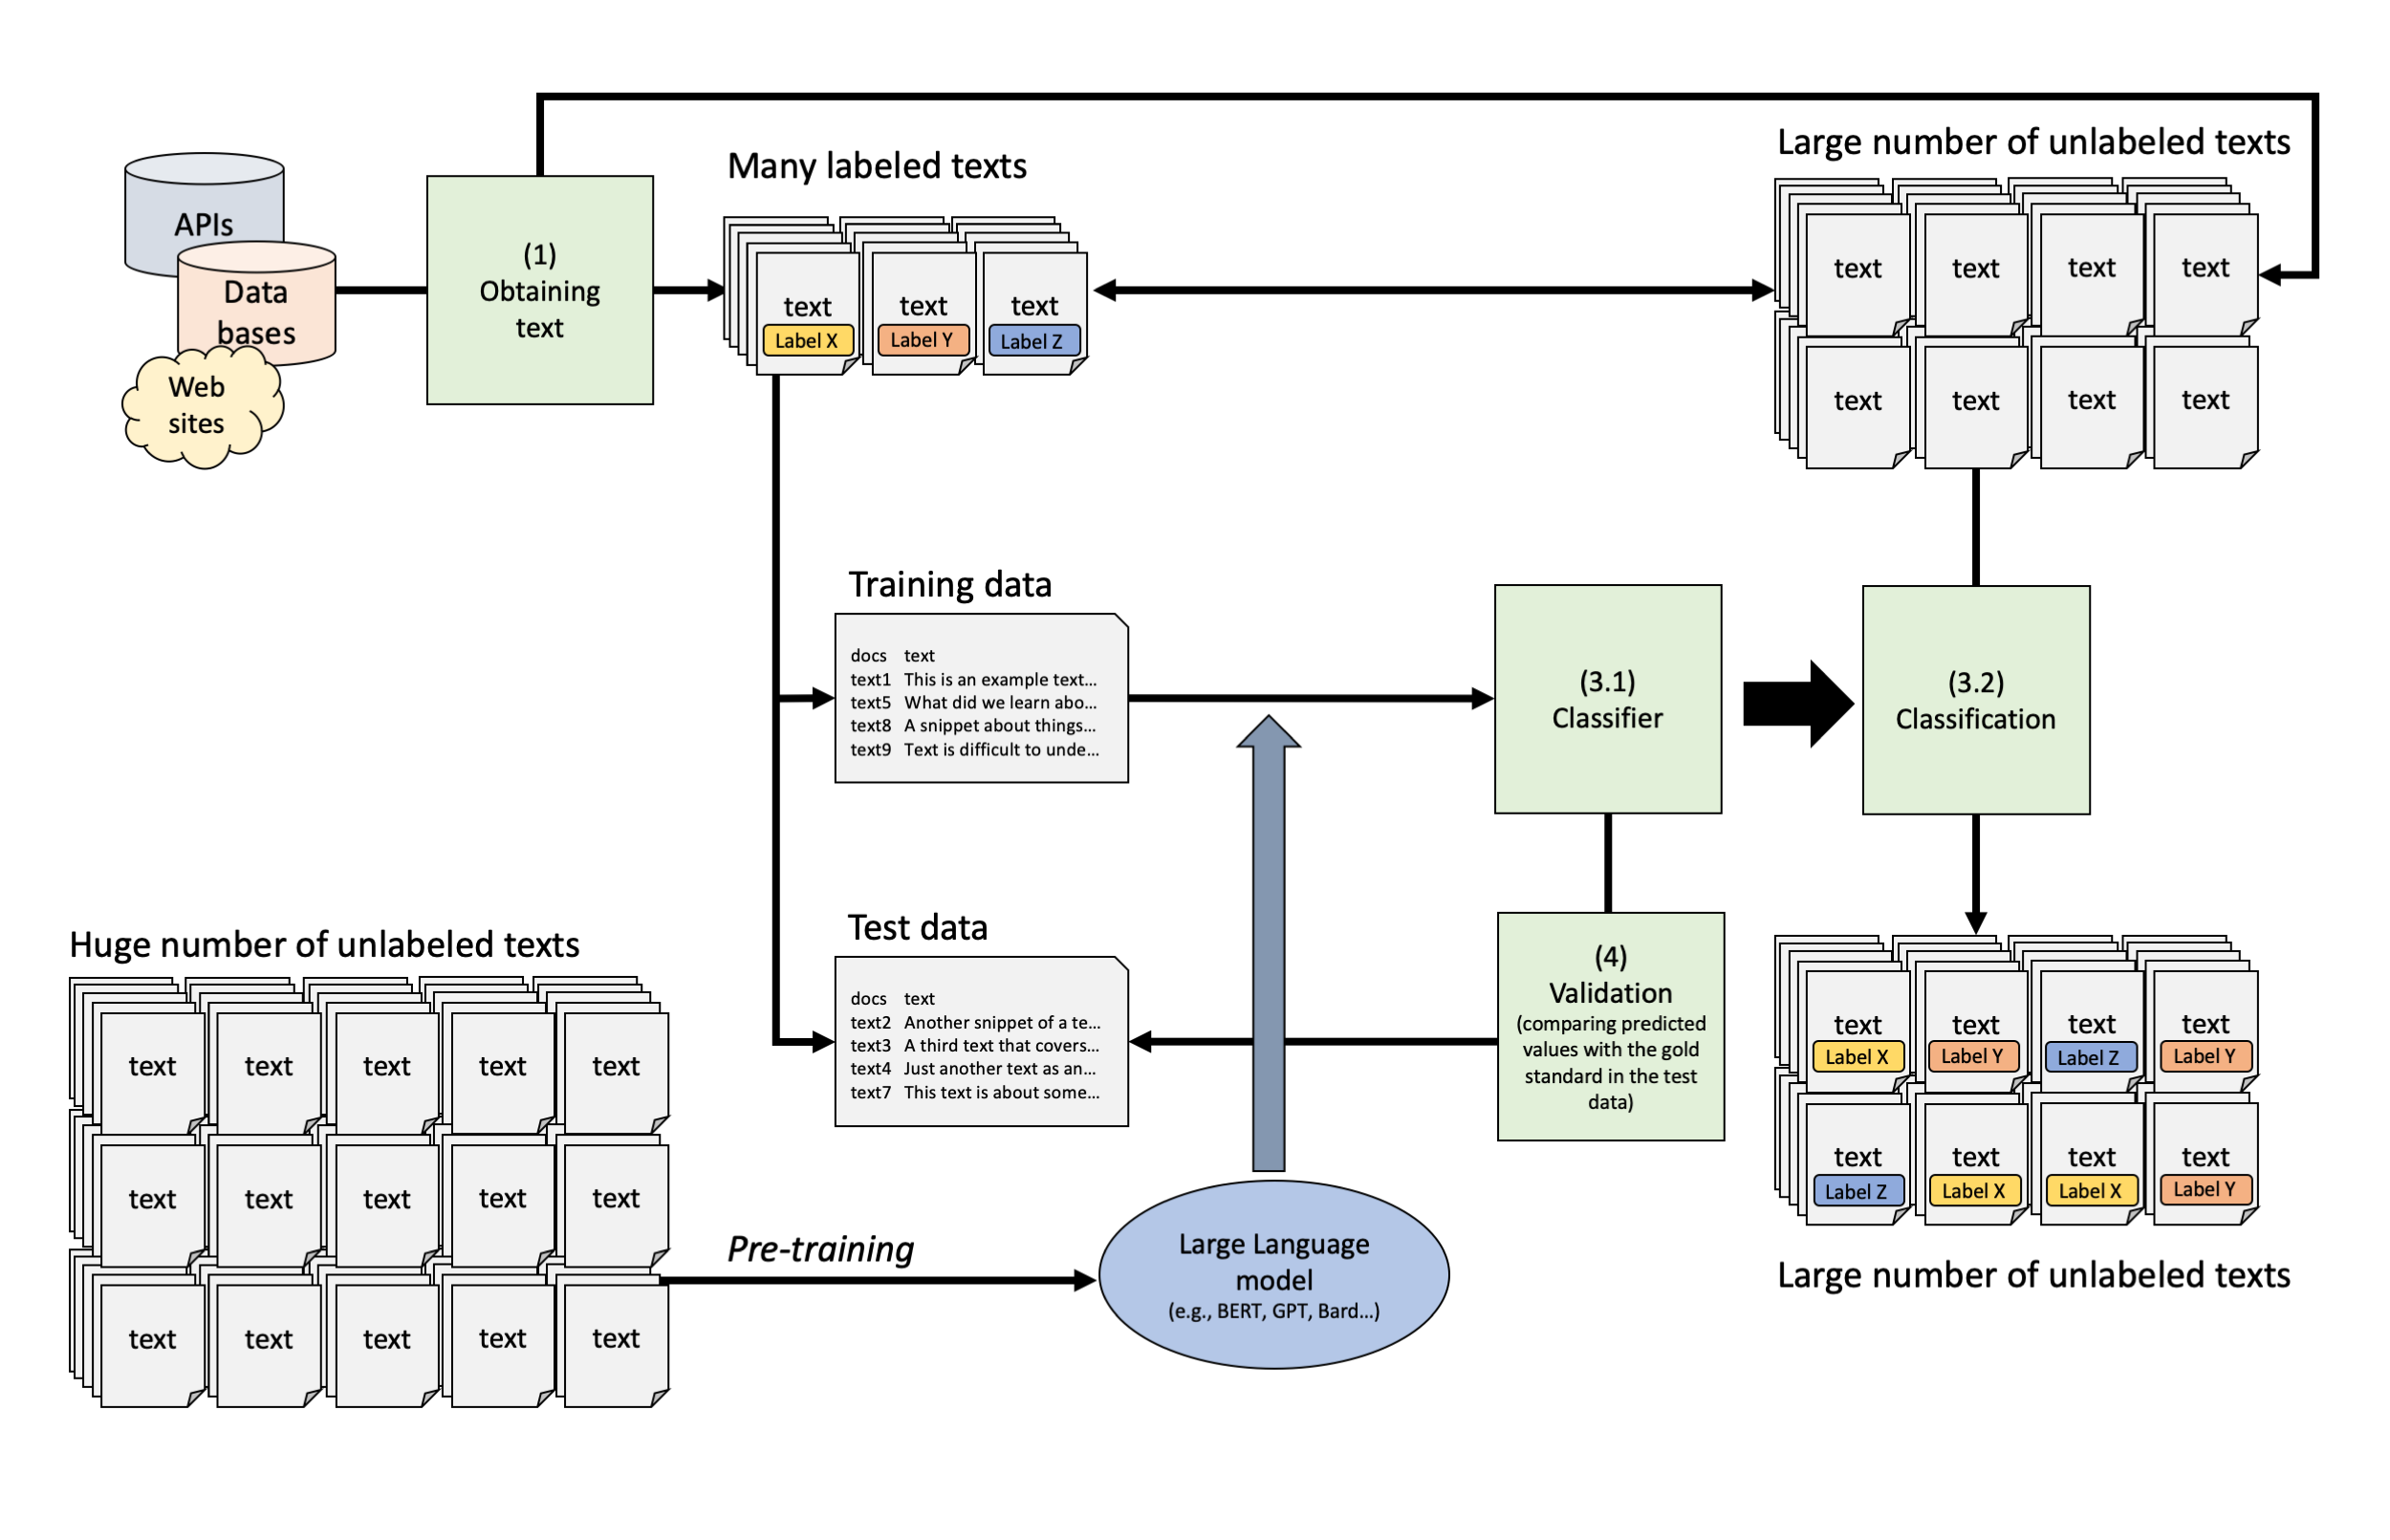 APIs
Data
bases
Web
sites
(1)
Obtaining
text
Many labeled texts
text
Label X
text
Label Y
text
Label Z
Large number of unlabeled texts
text text text text
text text text text
Training data
docs text
text1 This is an example text...
text5 What did we learn abo...
text8 A snippet about things...
text9 Text is difficult to unde...
(3.1)
Classifier
(3.2)
Classification
Test data
docs text
text2 Another snippet of a te...
text3 A third text that covers...
text4 Just another text as an...
text7 This text is about some...
(4)
Validation
(comparing predicted
values with the gold
standard in the test
data)
Huge number of unlabeled texts
text text text text text
text text text text text
text text text text text
Pre-training
Large Language
model
(e.g., BERT, GPT, Bard...)
text text text text
Label X Label Y Label Z Label Y
text text text text
Label Z Label X Label X Label Y
Large number of unlabeled texts